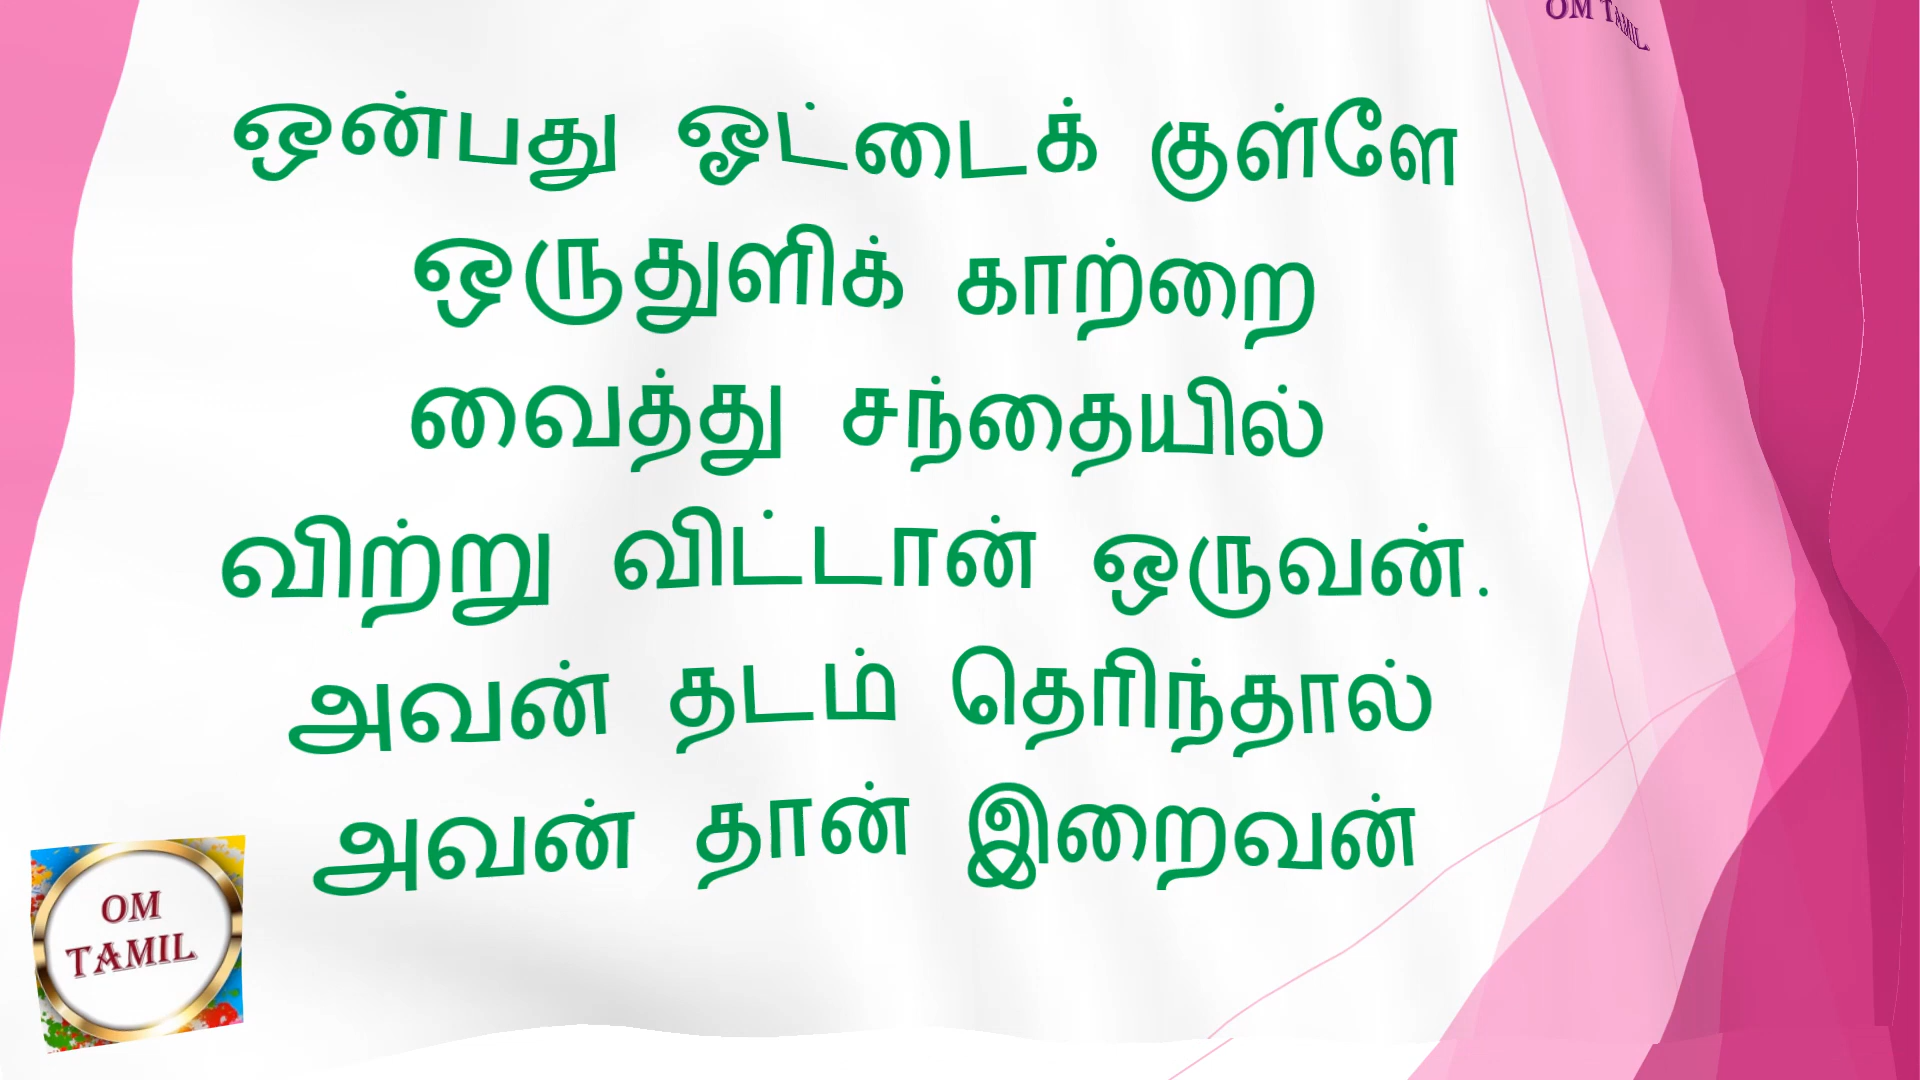 OM TAMIL
ஒன்பது ஓட்டைக் குள்ளே
ஒருதுளிக் காற்றை
வைத்து சந்தையில்
விற்று விட்டான் ஒருவன்.
அவன் தடம் தெரிந்தால்
அவன் தான் இறைவன்
OM
TAMIL